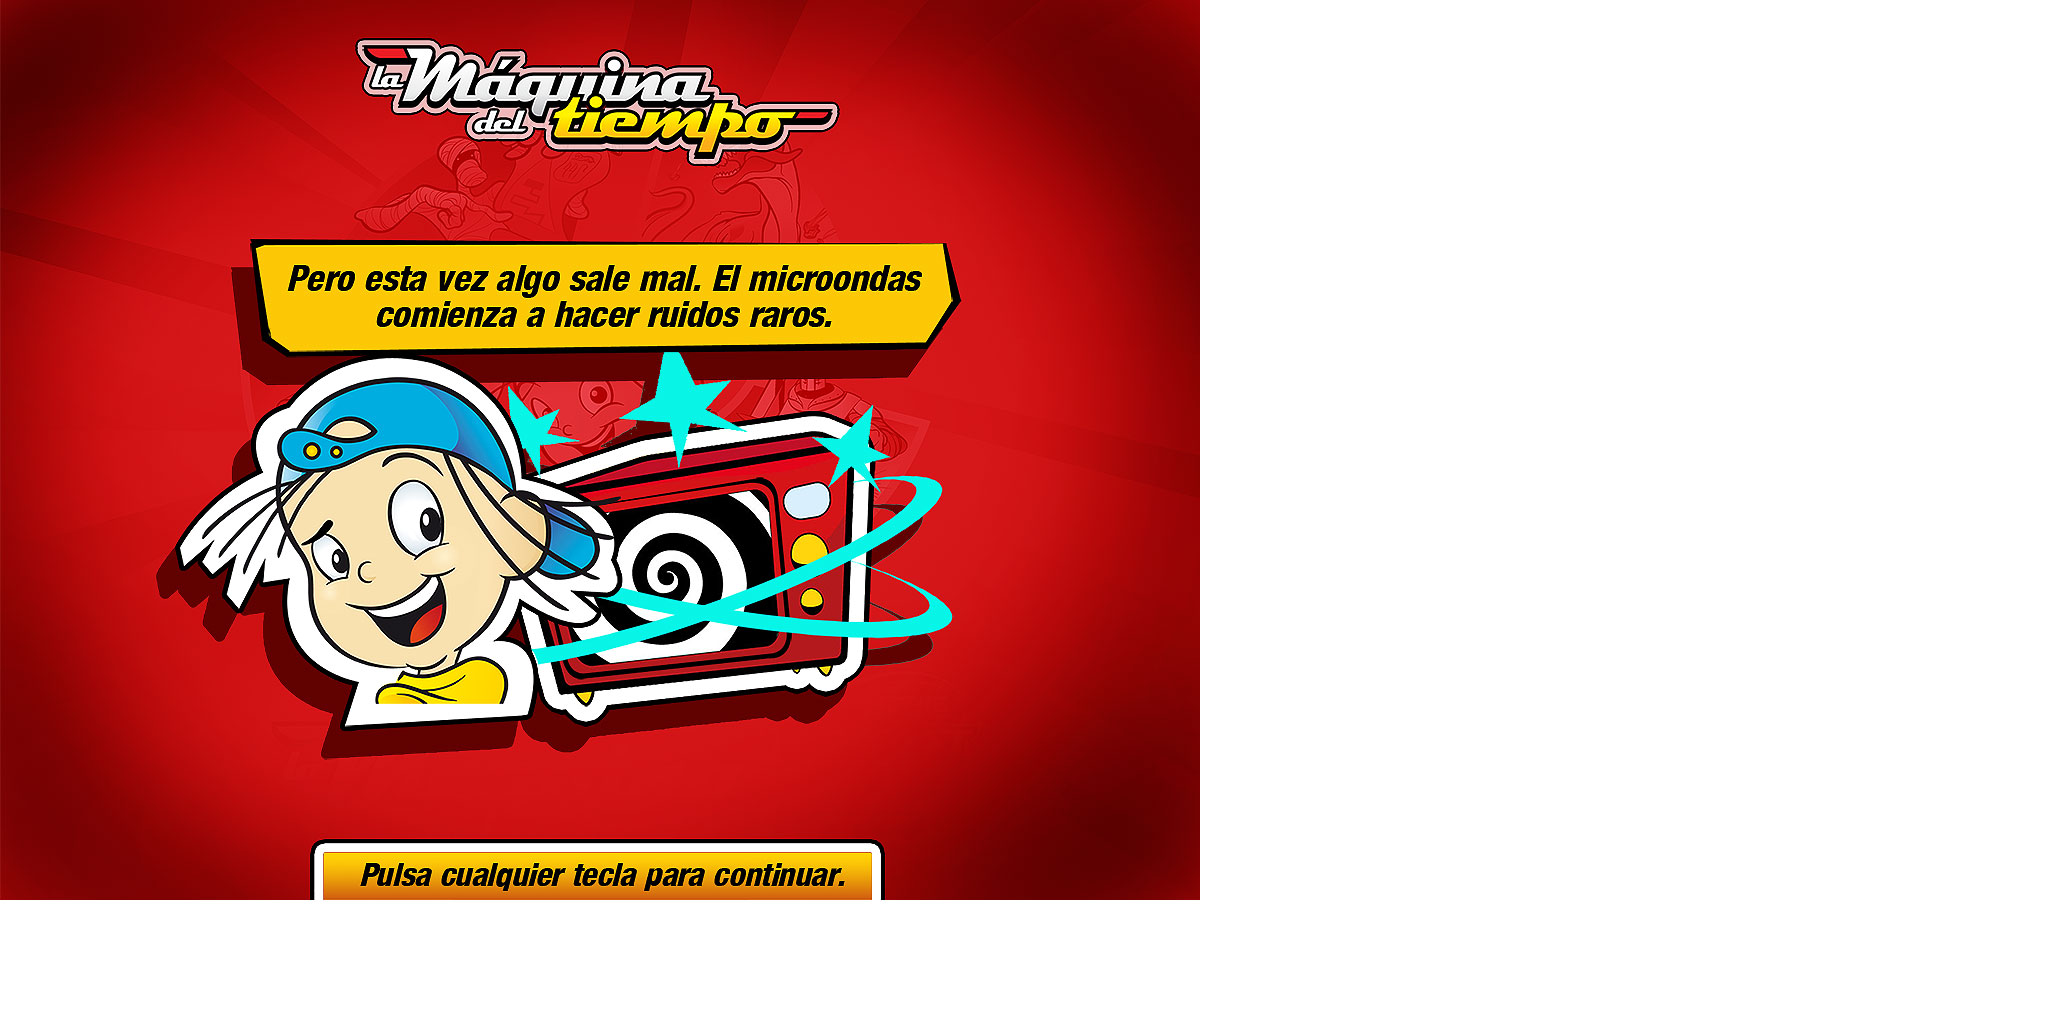 la Máquina
del tiempo
Pero esta vez algo sale mal. El microondas
comienza a hacer ruidos raros.
Pulsa cualquier tecla para continuar.